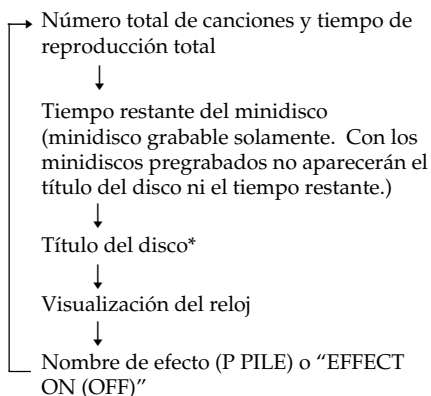 Número total de canciones y tiempo de
reproducción total
Tiempo restante del minidisco
(minidisco grabable solamente. Con los
minidiscos pregrabados no aparecerán el
título del disco ni el tiempo restante.)
Título del disco*
Visualización del reloj
Nombre de efecto (P PILE) o “EFFECT
ON (OFF)”